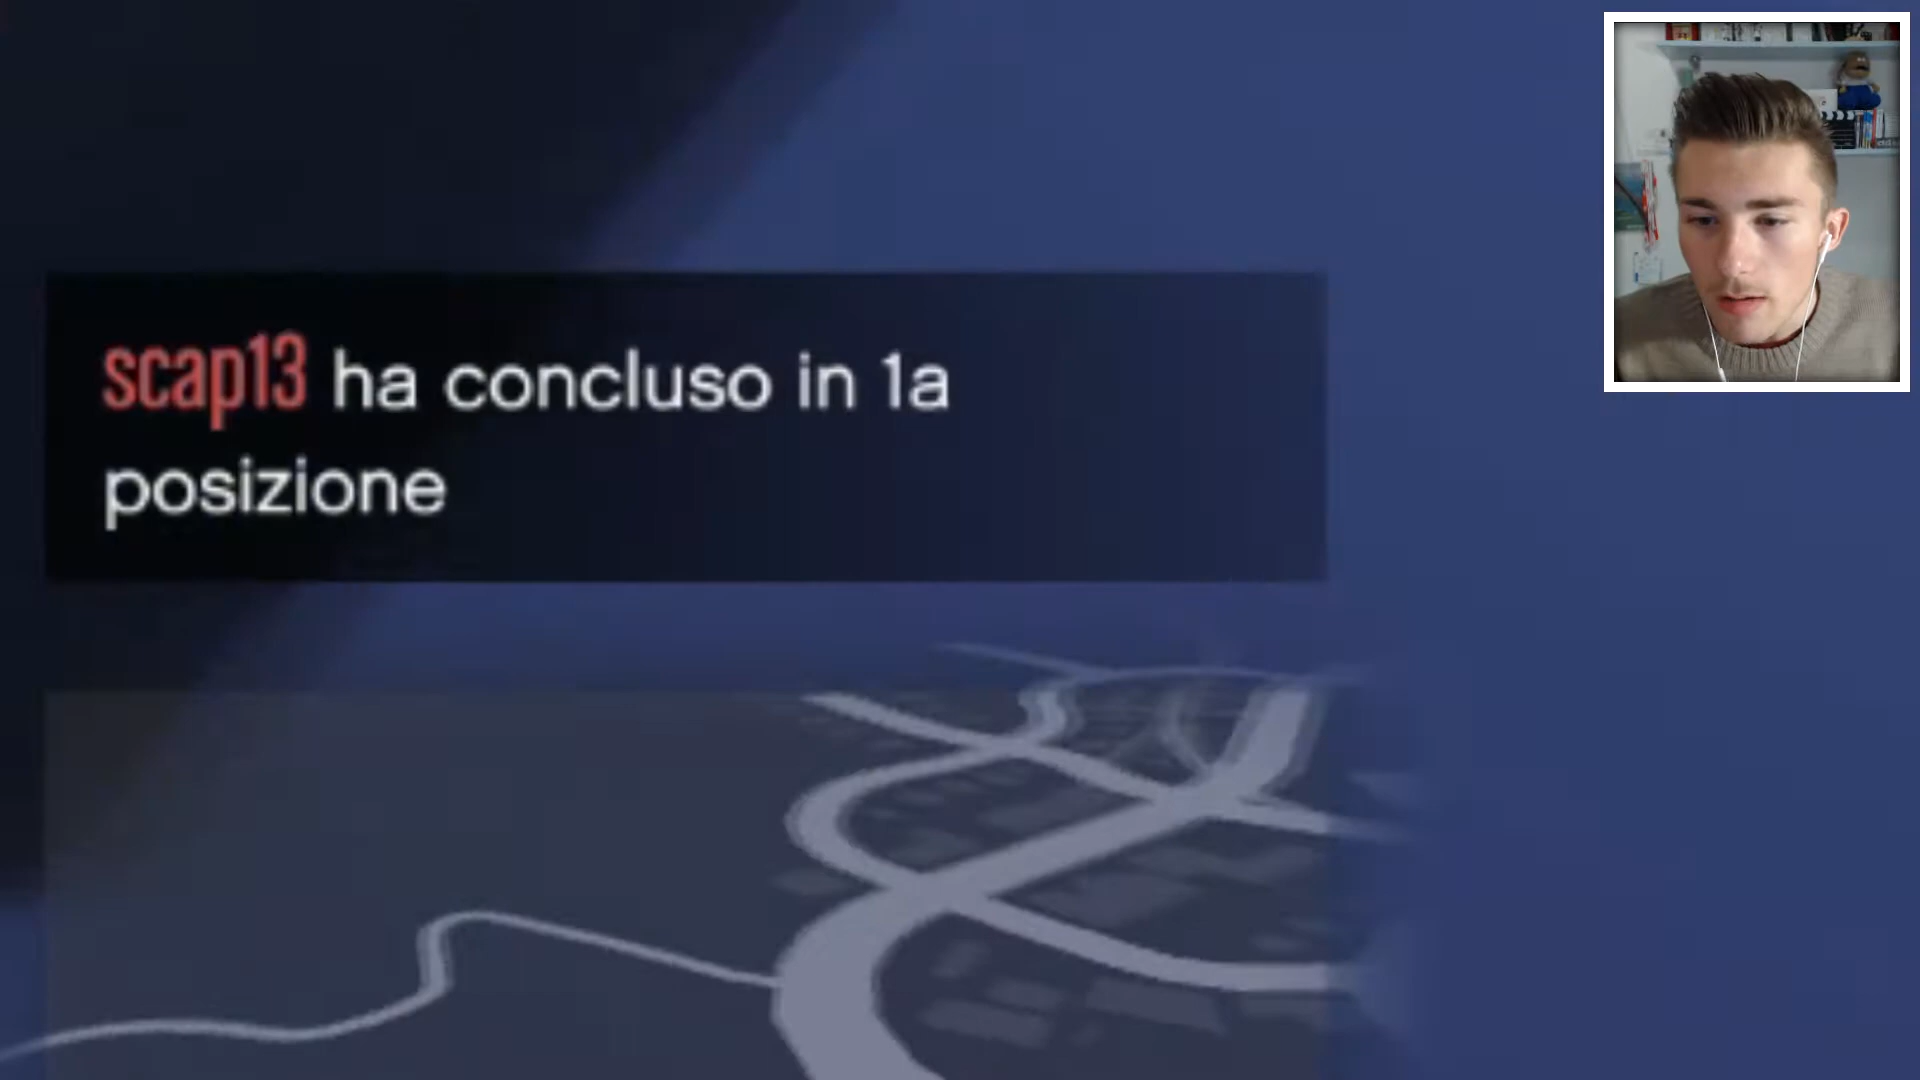 scap13 ha concluso in 1a
posizione